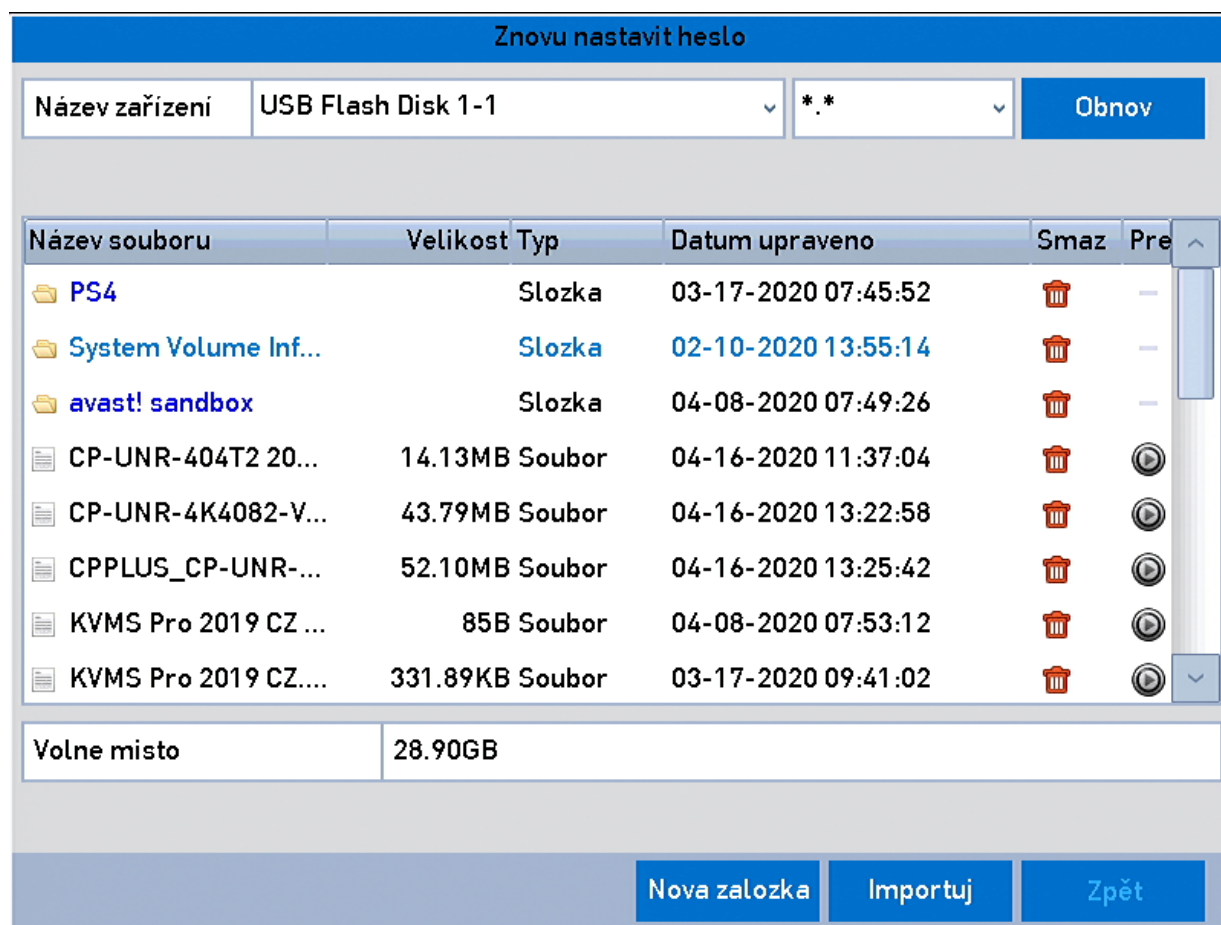 Znovu nastavit heslo
Název zařízení USB Flash Disk 1-1 *.* Obnov
Název souboru Velikost Typ Datum upraveno Smaz Pre
PS4 Slozka 03-17-2020 07:45:52
System Volume Inf... Slozka 02-10-2020 13:55:14
avast! sandbox Slozka 04-08-2020 07:49:26
CP-UNR-404T2 20... 14.13MB Soubor 04-16-2020 11:37:04
CP-UNR-4K4082-V... 43.79MB Soubor 04-16-2020 13:22:58
CPPLUS_CP-UNR-... 52.10MB Soubor 04-16-2020 13:25:42
KVMS Pro 2019 CZ ... 85B Soubor 04-08-2020 07:53:12
KVMS Pro 2019 CZ.... 331.89KB Soubor 03-17-2020 09:41:02
Volne misto 28.90GB
Nova zalozka Importuj Zpět